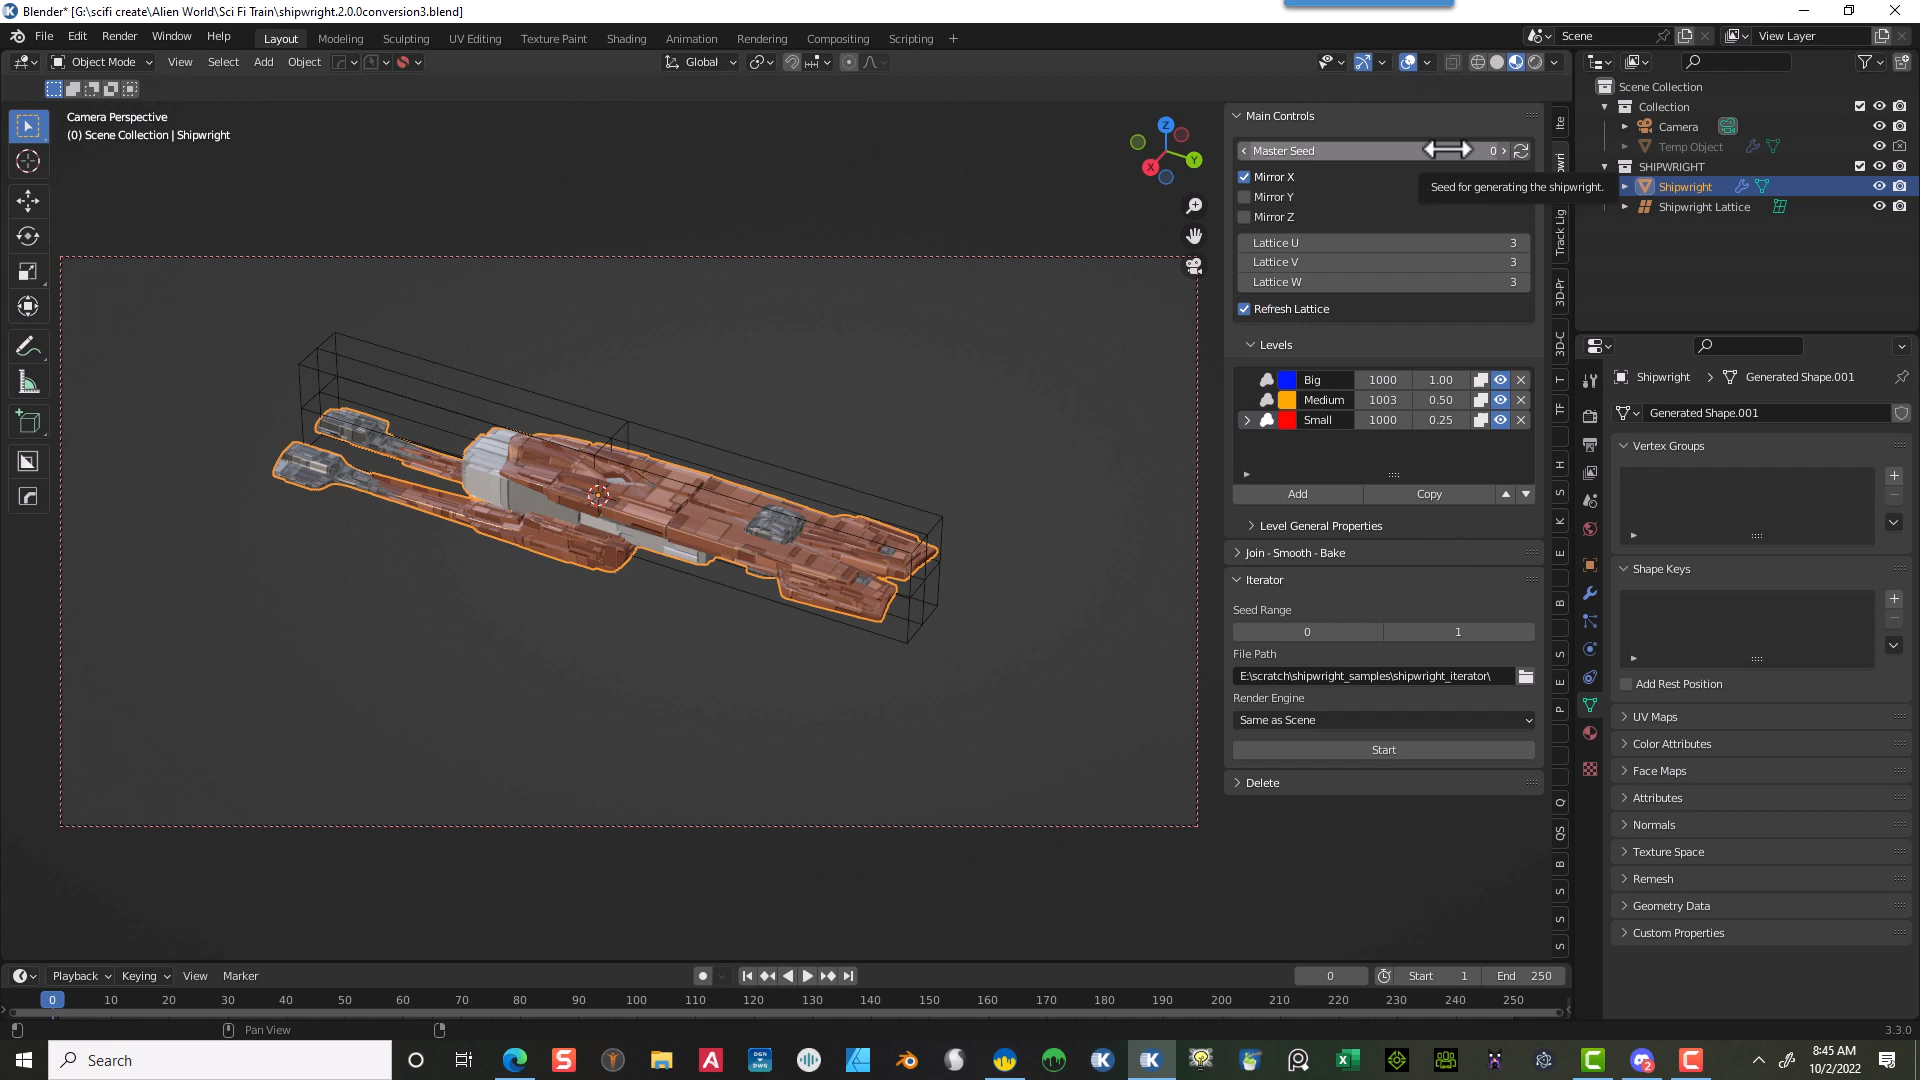 Blender* [G:\scifi create\Alien World\Sci Fi Train\shipwright.2.0.0conversion3.blend]
File Edit Render Window Help
Layout Modeling Sculpting UV Editing Texture Paint Shading Animation Rendering Compositing Scripting +
Scene
View Layer
Object Mode View Select Add Object
Global
Camera Perspective
(0) Scene Collection | Shipwright
Z
Y
X
Main Controls
Master Seed 0
Seed for generating the shipwright.
Mirror X
Mirror Y
Mirror Z
Lattice U 3
Lattice V 3
Lattice W 3
Refresh Lattice
Levels
Big 1000 1.00
Medium 1003 0.50
Small 1000 0.25
Add Copy
Level General Properties
Join - Smooth - Bake
Iterator
Seed Range
0 1
File Path
E:\scratch\shipwright_samples\shipwright_iterator\
Render Engine
Same as Scene
Start
Delete
Ite
Track Lig
3D-Pr
3D-C
T
TF
H
S
K
E
B
S
E
P
Q
QS
B
S
S
S
Scene Collection
Collection
Camera
Temp Object
SHIPWRIGHT
Shipwright
Shipwright Lattice
Shipwright > Generated Shape.001
Generated Shape.001
Vertex Groups
Shape Keys
Add Rest Position
UV Maps
Color Attributes
Face Maps
Attributes
Normals
Texture Space
Remesh
Geometry Data
Custom Properties
Playback Keying View Marker
0 Start 1 End 250
0 10 20 30 40 50 60 70 80 90 100 110 120 130 140 150 160 170 180 190 200 210 220 230 240 250
Pan View
3.3.0
Search
8:45 AM
10/2/2022